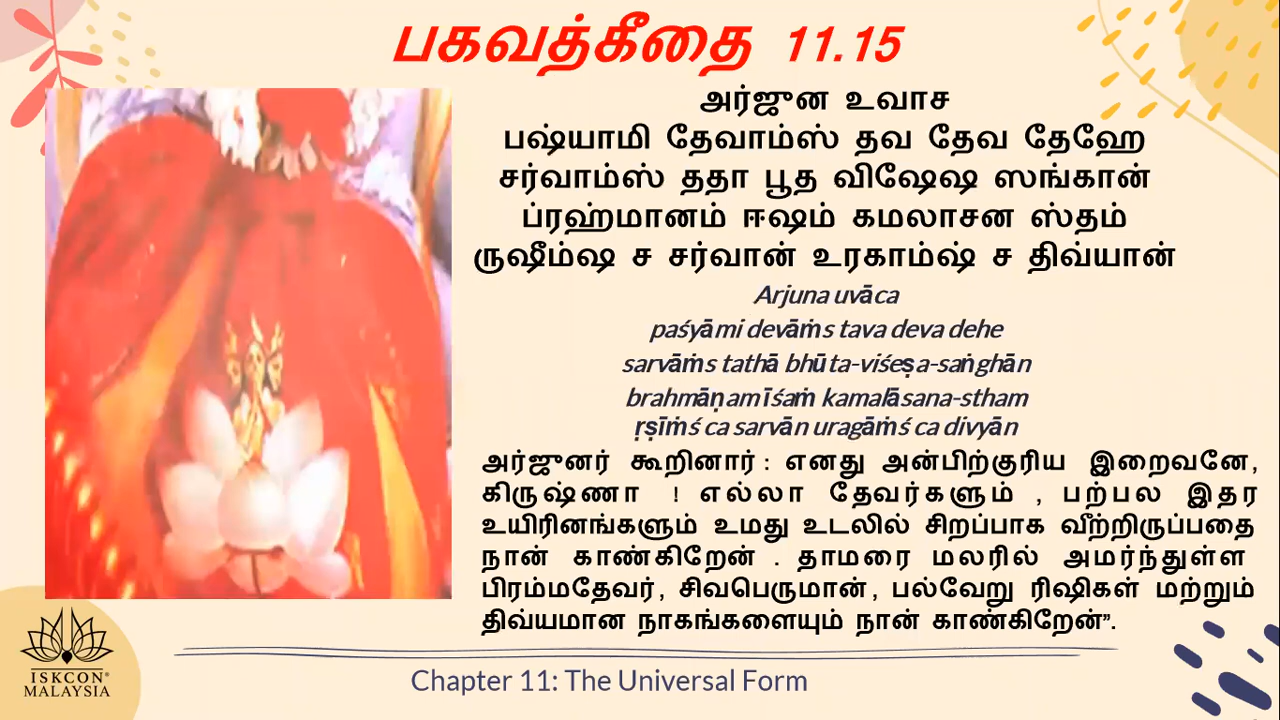 பகவத்கீதை 11.15
அர்ஜுன உவாச
பஷ்யாமி தேவாம்ஸ் தவ தேவ தேஹே
சர்வாம்ஸ் ததா பூத விஷேஷ ஸங்கான்
ப்ரஹ்மானம் ஈஷம் கமலாசன ஸ்தம்
ருஷீம்ஷ ச சர்வான் உரகாம்ஷ் ச திவ்யான்
Arjuna uvāca
paśyāmi devāṁs tava deva dehe
sarvāṁs tathā bhūta-viśeṣa-saṅghān
brahmāṇam īśaṁ kamalāsana-stham
ṛṣīṁś ca sarvān uragāṁś ca divyān
அர்ஜுனர் கூறினார் : எனது அன்பிற்குரிய இறைவனே,
கிருஷ்ணா ! எல்லா தேவர்களும் , பற்பல இதர
உயிரினங்களும் உமது உடலில் சிறப்பாக வீற்றிருப்பதை
நான் காண்கிறேன் . தாமரை மலரில் அமர்ந்துள்ள
பிரம்மதேவர், சிவபெருமான், பல்வேறு ரிஷிகள் மற்றும்
திவ்யமான நாகங்களையும் நான் காண்கிறேன்”.
ISKCON®
MALAYSIA
Chapter 11: The Universal Form